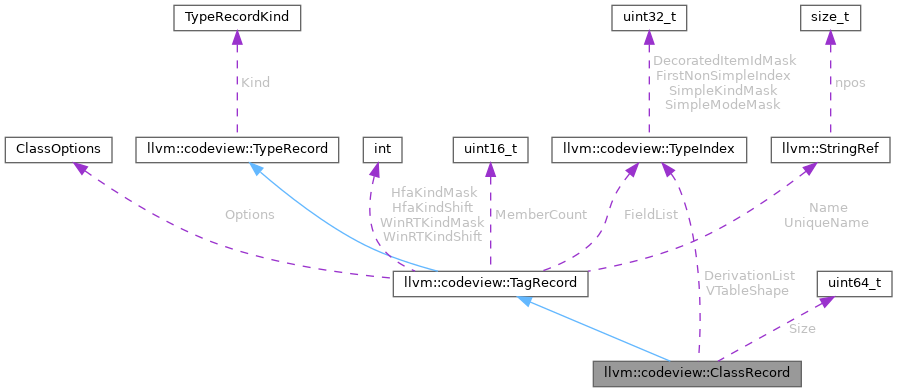 TypeRecordKind
uint32_t
size_t
DecoratedItemIdMask
FirstNonSimpleIndex
SimpleKindMask
SimpleModeMask
Kind
npos
ClassOptions
llvm::codeview::TypeRecord
int
uint16_t
llvm::codeview::TypeIndex
llvm::StringRef
HfaKindMask
HfaKindShift
WinRTKindMask
WinRTKindShift
Options
MemberCount
FieldList
Name
UniqueName
llvm::codeview::TagRecord
DerivationList
VTableShape
uint64_t
Size
llvm::codeview::ClassRecord